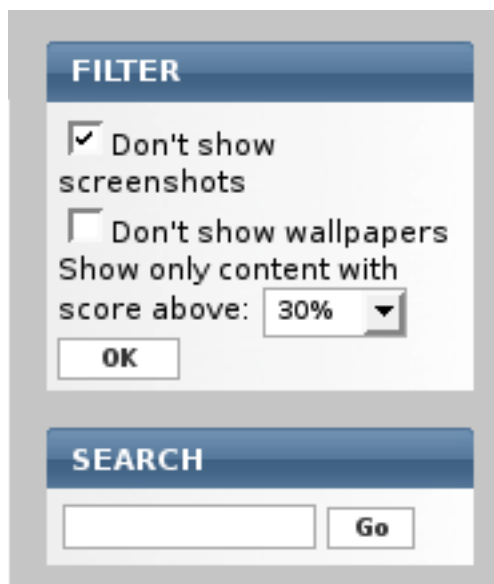 FILTER
Don't show
screenshots
Don't show wallpapers
Show only content with
score above: 30%
OK
SEARCH
Go